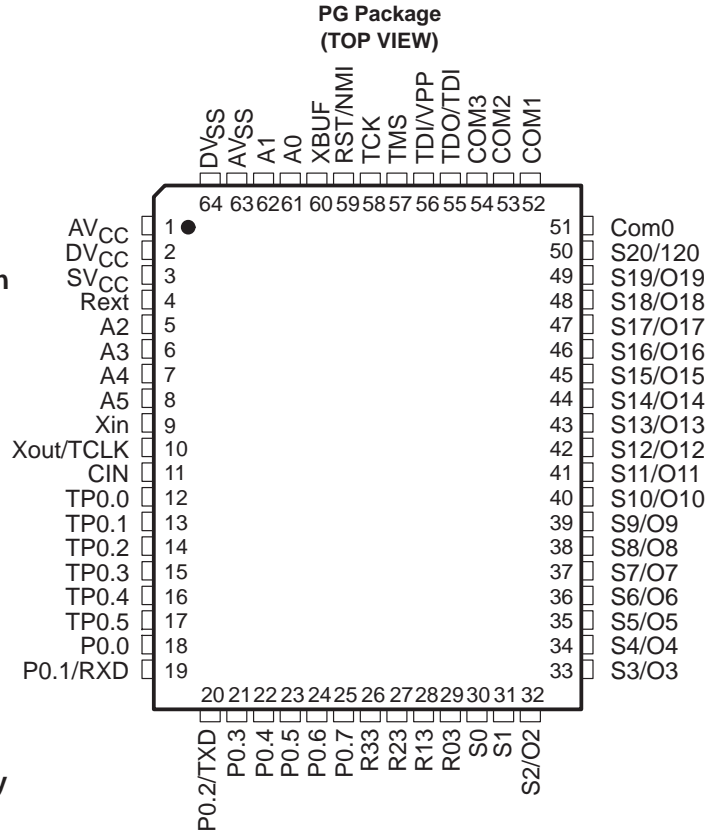 PG Package
(TOP VIEW)
DVSS
AVSS
A1
A0
XBUF
RST/NMI
TCK
TMS
TDI/VPP
TDO/TDI
COM3
COM2
COM1
64 63 62 61 60 59 58 57 56 55 54 53 52
AVCC 1 51 Com0
DVCC 2 50 S20/120
SVCC 3 49 S19/O19
Rext 4 48 S18/O18
A2 5 47 S17/O17
A3 6 46 S16/O16
A4 7 45 S15/O15
A5 8 44 S14/O14
Xin 9 43 S13/O13
Xout/TCLK 10 42 S12/O12
CIN 11 41 S11/O11
TP0.0 12 40 S10/O10
TP0.1 13 39 S9/O9
TP0.2 14 38 S8/O8
TP0.3 15 37 S7/O7
TP0.4 16 36 S6/O6
TP0.5 17 35 S5/O5
P0.0 18 34 S4/O4
P0.1/RXD 19 33 S3/O3
20 21 22 23 24 25 26 27 28 29 30 31 32
P0.2/TXD
P0.3
P0.4
P0.5
P0.6
P0.7
R33
R23
R13
R03
S0
S1
S2/O2